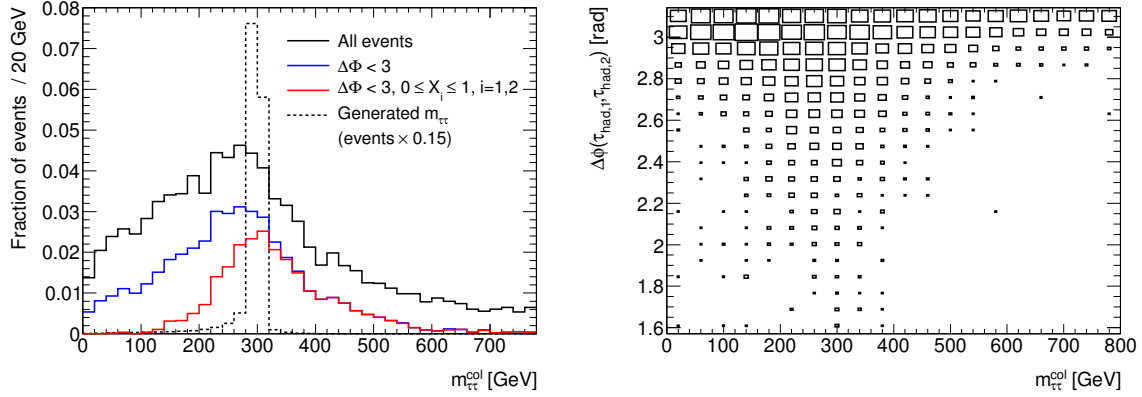 Fraction of events / 20 GeV
0.08
0.07
0.06
0.05
0.04
0.03
0.02
0.01
0
All events
ΔΦ < 3
ΔΦ < 3, 0 ≤ X_i ≤ 1, i=1,2
Generated m_ττ
(events × 0.15)
0 100 200 300 400 500 600 700
m_ττ^col [GeV]
Δϕ(τ_had,1, τ_had,2) [rad]
3
2.8
2.6
2.4
2.2
2
1.8
1.6
0 100 200 300 400 500 600 700 800
m_ττ^col [GeV]